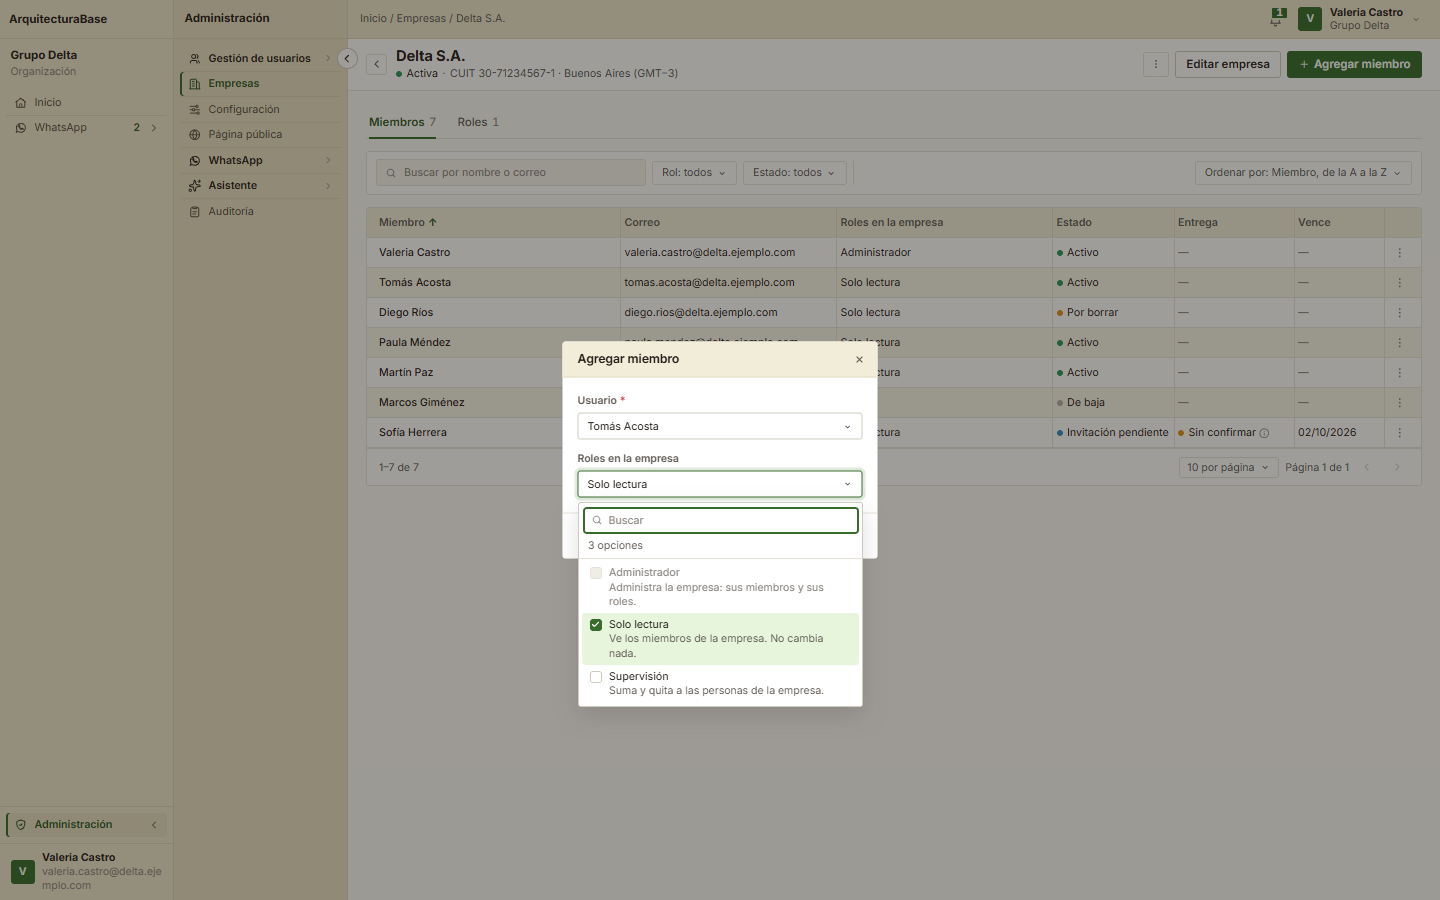 ArquitecturaBase
Grupo Delta
Organización
Inicio
WhatsApp 2
Administración
Valeria Castro
valeria.castro@delta.eje
mplo.com
V
Administración
Gestión de usuarios
Empresas
Configuración
Página pública
WhatsApp
Asistente
Auditoría
Inicio / Empresas / Delta S.A.
1
V
Valeria Castro
Grupo Delta
Delta S.A.
Activa · CUIT 30-71234567-1 · Buenos Aires (GMT−3)
Editar empresa
+ Agregar miembro
Miembros 7 Roles 1
Buscar por nombre o correo
Rol: todos
Estado: todos
Ordenar por: Miembro, de la A a la Z
Miembro ↑ Correo Roles en la empresa Estado Entrega Vence
Valeria Castro valeria.castro@delta.ejemplo.com Administrador Activo — —
Tomás Acosta tomas.acosta@delta.ejemplo.com Solo lectura Activo — —
Diego Ríos diego.rios@delta.ejemplo.com Solo lectura Por borrar — —
Paula Méndez Activo — —
Martín Paz Activo — —
Marcos Giménez De baja — —
Sofía Herrera Invitación pendiente Sin confirmar 02/10/2026
1–7 de 7
10 por página
Página 1 de 1
Agregar miembro
Usuario *
Tomás Acosta
Roles en la empresa
Solo lectura
Buscar
3 opciones
Administrador
Administra la empresa: sus miembros y sus
roles.
Solo lectura
Ve los miembros de la empresa. No cambia
nada.
Supervisión
Suma y quita a las personas de la empresa.